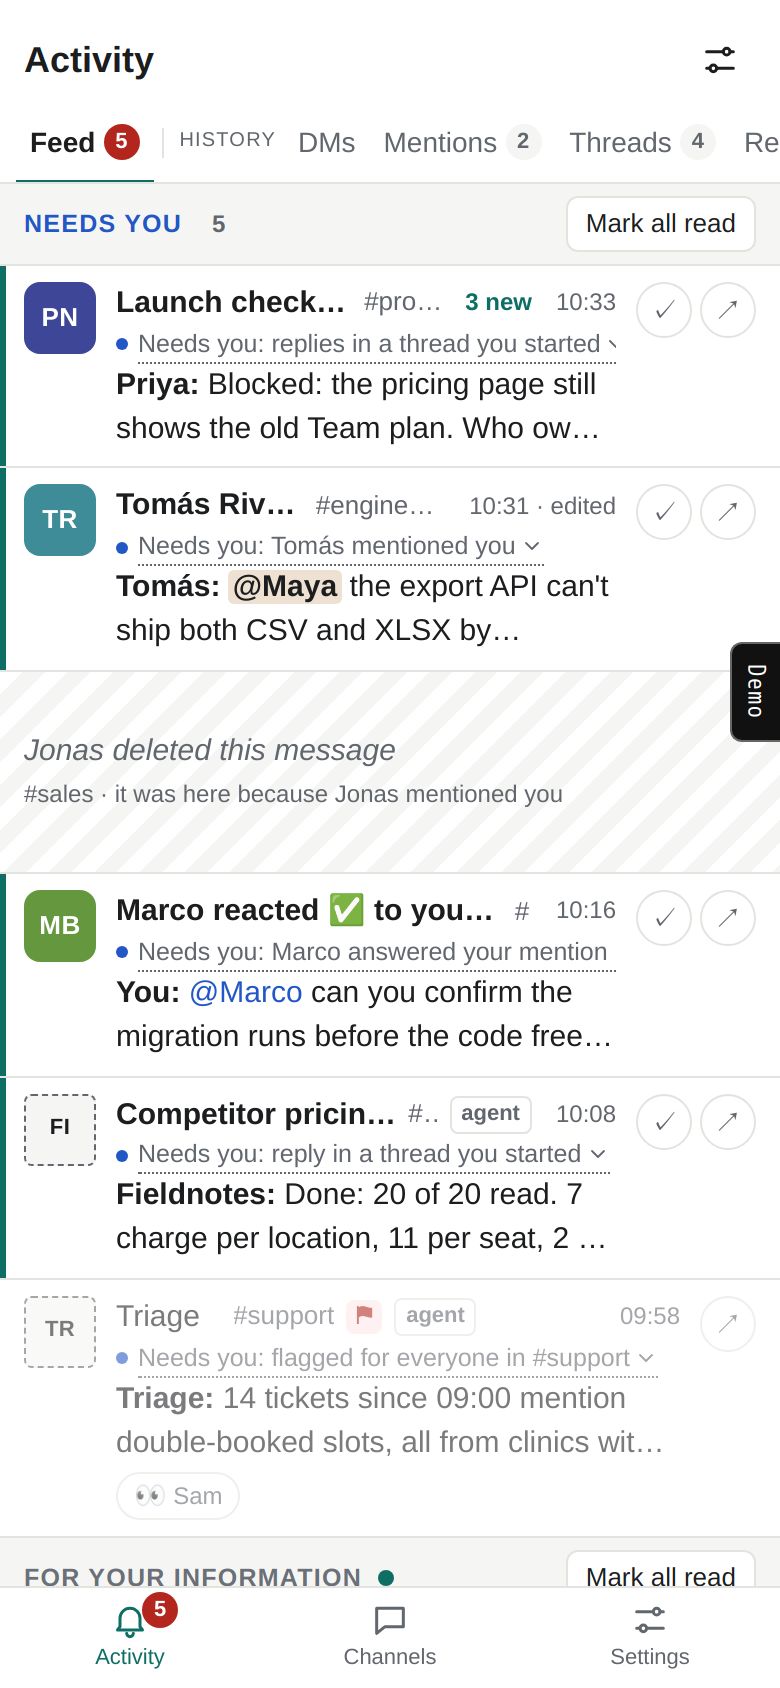 Activity
Feed 5 HISTORY DMs Mentions 2 Threads 4 Re
NEEDS YOU 5 Mark all read
PN Launch check… #pro… 3 new 10:33
Needs you: replies in a thread you started
Priya: Blocked: the pricing page still
shows the old Team plan. Who ow…
TR Tomás Riv… #engine… 10:31 · edited
Needs you: Tomás mentioned you
Tomás: @Maya the export API can't
ship both CSV and XLSX by…
Demo
Jonas deleted this message
#sales · it was here because Jonas mentioned you
MB Marco reacted ✅ to you… # 10:16
Needs you: Marco answered your mention
You: @Marco can you confirm the
migration runs before the code free…
FI Competitor pricin… #.. agent 10:08
Needs you: reply in a thread you started
Fieldnotes: Done: 20 of 20 read. 7
charge per location, 11 per seat, 2 …
TR Triage #support agent 09:58
Needs you: flagged for everyone in #support
Triage: 14 tickets since 09:00 mention
double-booked slots, all from clinics wit…
👀 Sam
FOR YOUR INFORMATION Mark all read
5
Activity Channels Settings